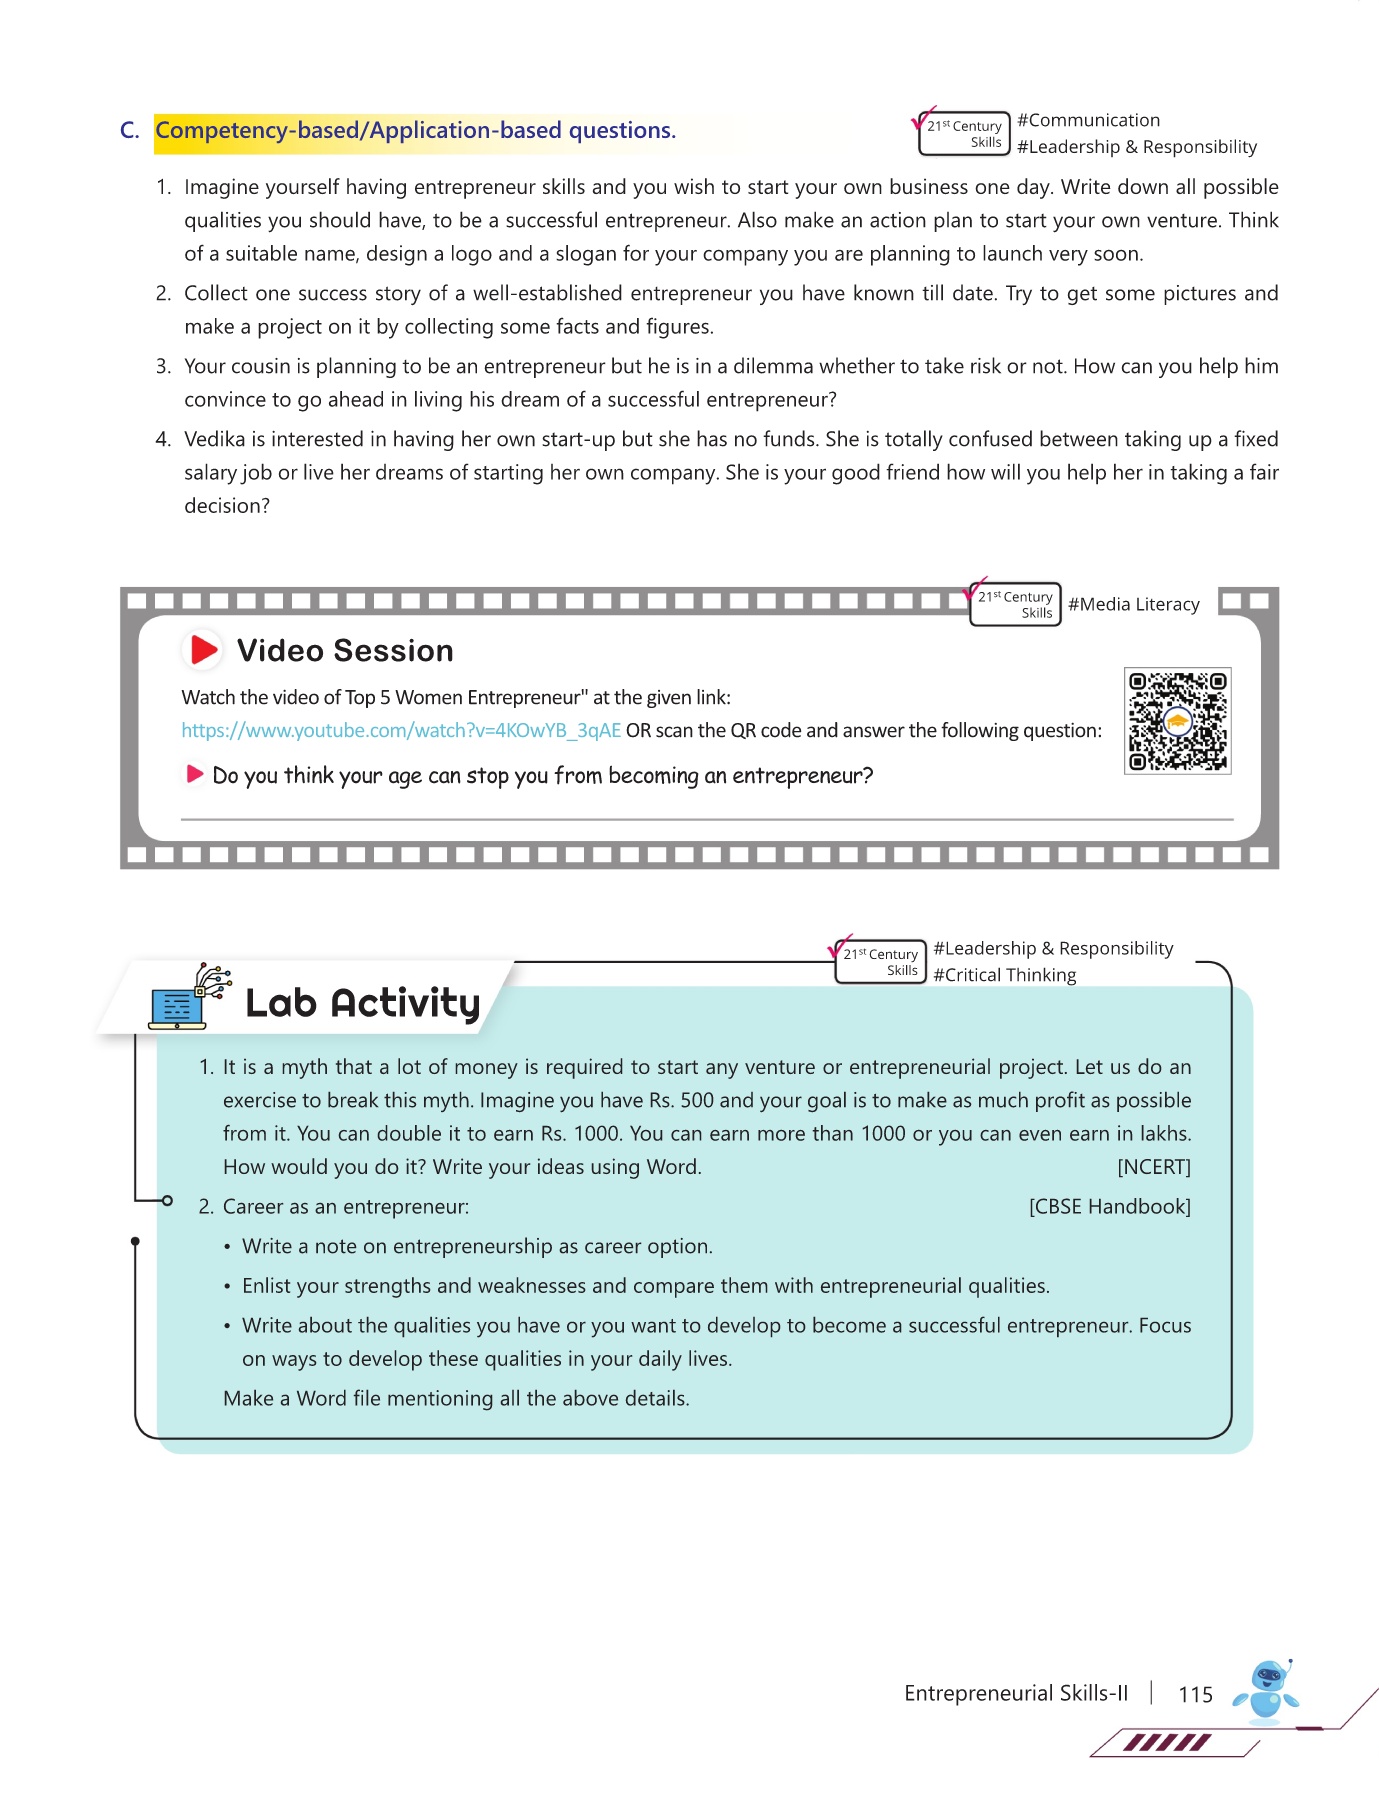 C. Competency-based/Application-based questions.
21st Century
Skills
#Communication
#Leadership & Responsibility
1. Imagine yourself having entrepreneur skills and you wish to start your own business one day. Write down all possible
qualities you should have, to be a successful entrepreneur. Also make an action plan to start your own venture. Think
of a suitable name, design a logo and a slogan for your company you are planning to launch very soon.
2. Collect one success story of a well-established entrepreneur you have known till date. Try to get some pictures and
make a project on it by collecting some facts and figures.
3. Your cousin is planning to be an entrepreneur but he is in a dilemma whether to take risk or not. How can you help him
convince to go ahead in living his dream of a successful entrepreneur?
4. Vedika is interested in having her own start-up but she has no funds. She is totally confused between taking up a fixed
salary job or live her dreams of starting her own company. She is your good friend how will you help her in taking a fair
decision?
21st Century
Skills
#Media Literacy
Video Session
Watch the video of Top 5 Women Entrepreneur" at the given link:
https://www.youtube.com/watch?v=4KOwYB_3qAE OR scan the QR code and answer the following question:
Do you think your age can stop you from becoming an entrepreneur?
21st Century
Skills
#Leadership & Responsibility
#Critical Thinking
Lab Activity
1. It is a myth that a lot of money is required to start any venture or entrepreneurial project. Let us do an
exercise to break this myth. Imagine you have Rs. 500 and your goal is to make as much profit as possible
from it. You can double it to earn Rs. 1000. You can earn more than 1000 or you can even earn in lakhs.
How would you do it? Write your ideas using Word. [NCERT]
2. Career as an entrepreneur: [CBSE Handbook]
• Write a note on entrepreneurship as career option.
• Enlist your strengths and weaknesses and compare them with entrepreneurial qualities.
• Write about the qualities you have or you want to develop to become a successful entrepreneur. Focus
on ways to develop these qualities in your daily lives.
Make a Word file mentioning all the above details.
Entrepreneurial Skills-II 115